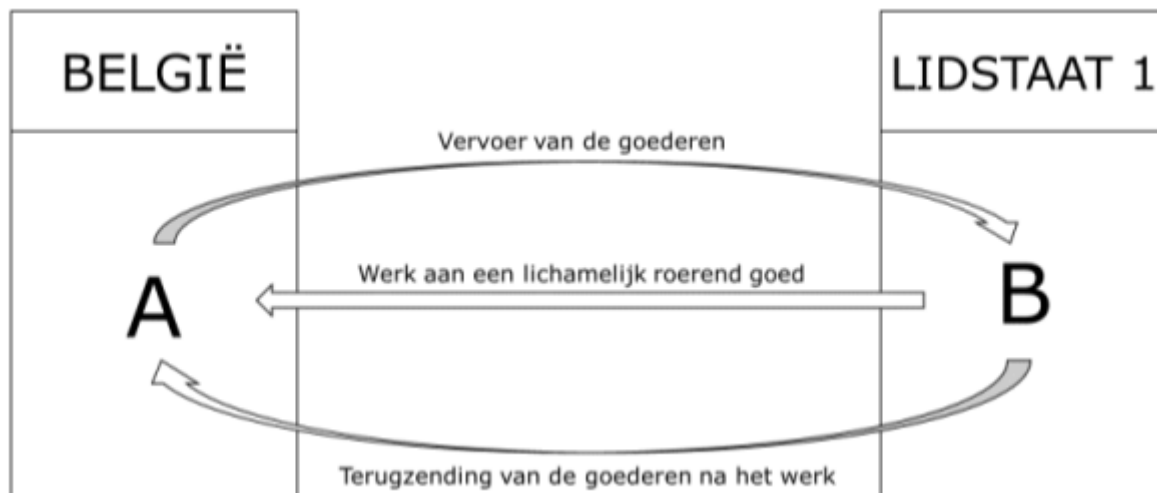 BELGIË
LIDSTAAT 1
Vervoer van de goederen
A
Werk aan een lichamelijk roerend goed
B
Terugzending van de goederen na het werk